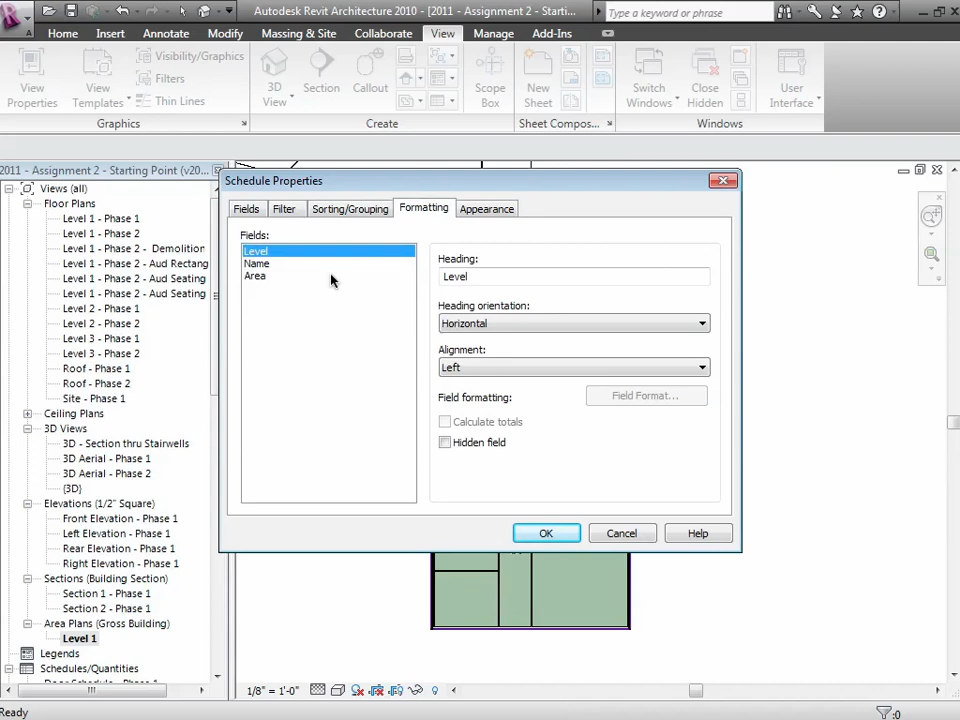 Autodesk Revit Architecture 2010 - [2011 - Assignment 2 - Starti...
Type a keyword or phrase
Home Insert Annotate Modify Massing & Site Collaborate View Manage Add-Ins
View Properties
View Templates
Visibility/Graphics
Filters
Thin Lines
3D View
Section
Callout
Scope Box
New Sheet
Switch Windows
Close Hidden
User Interface
Graphics
Create
Sheet Compos...
Windows
2011 - Assignment 2 - Starting Point (v20...
Views (all)
Floor Plans
Level 1 - Phase 1
Level 1 - Phase 2
Level 1 - Phase 2 - Demolition
Level 1 - Phase 2 - Aud Rectang
Level 1 - Phase 2 - Aud Seating
Level 1 - Phase 2 - Aud Seating
Level 2 - Phase 1
Level 2 - Phase 2
Level 3 - Phase 1
Level 3 - Phase 2
Roof - Phase 1
Roof - Phase 2
Site - Phase 1
Ceiling Plans
3D Views
3D - Section thru Stairwells
3D Aerial - Phase 1
3D Aerial - Phase 2
{3D}
Elevations (1/2" Square)
Front Elevation - Phase 1
Left Elevation - Phase 1
Rear Elevation - Phase 1
Right Elevation - Phase 1
Sections (Building Section)
Section 1 - Phase 1
Section 2 - Phase 1
Area Plans (Gross Building)
Level 1
Legends
Schedules/Quantities
Schedule Properties
Fields Filter Sorting/Grouping Formatting Appearance
Fields:
Level
Name
Area
Heading:
Level
Heading orientation:
Horizontal
Alignment:
Left
Field formatting:
Field Format...
Calculate totals
Hidden field
OK Cancel Help
1/8" = 1'-0"
Ready
:0